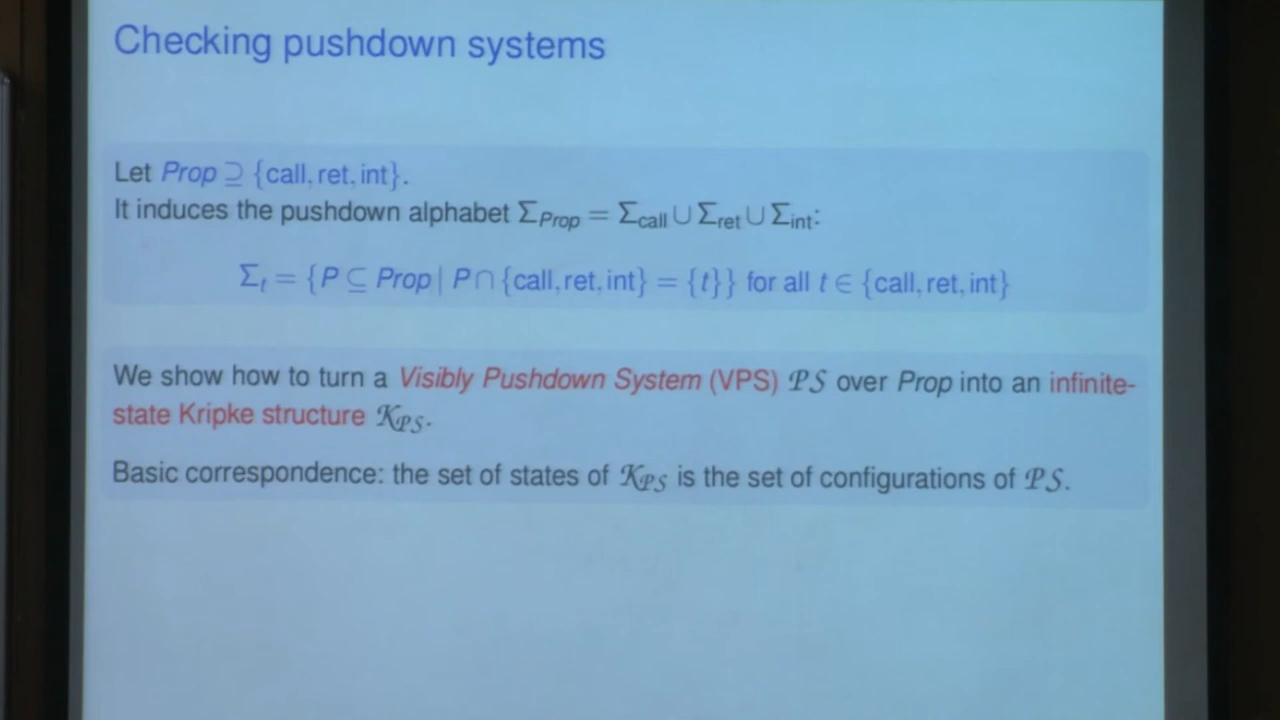 Checking pushdown systems
Let Prop ⊇ {call, ret, int}.
It induces the pushdown alphabet Σ_Prop = Σ_call ∪ Σ_ret ∪ Σ_int:
Σ_t = {P ⊆ Prop | P ∩ {call, ret, int} = {t}} for all t ∈ {call, ret, int}
We show how to turn a Visibly Pushdown System (VPS) 𝒫𝒮 over Prop into an infinite-
state Kripke structure 𝒦_𝒫𝒮.
Basic correspondence: the set of states of 𝒦_𝒫𝒮 is the set of configurations of 𝒫𝒮.